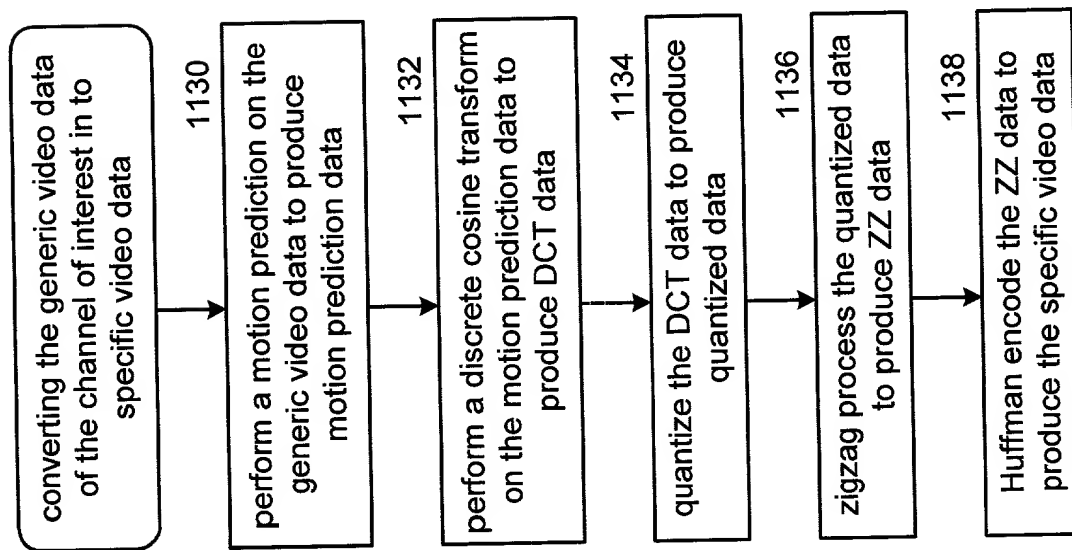 converting the generic video data
of the channel of interest in to
specific video data
1130
perform a motion prediction on the
generic video data to produce
motion prediction data
1132
perform a discrete cosine transform
on the motion prediction data to
produce DCT data
1134
quantize the DCT data to produce
quantized data
1136
zigzag process the quantized data
to produce ZZ data
1138
Huffman encode the ZZ data to
produce the specific video data